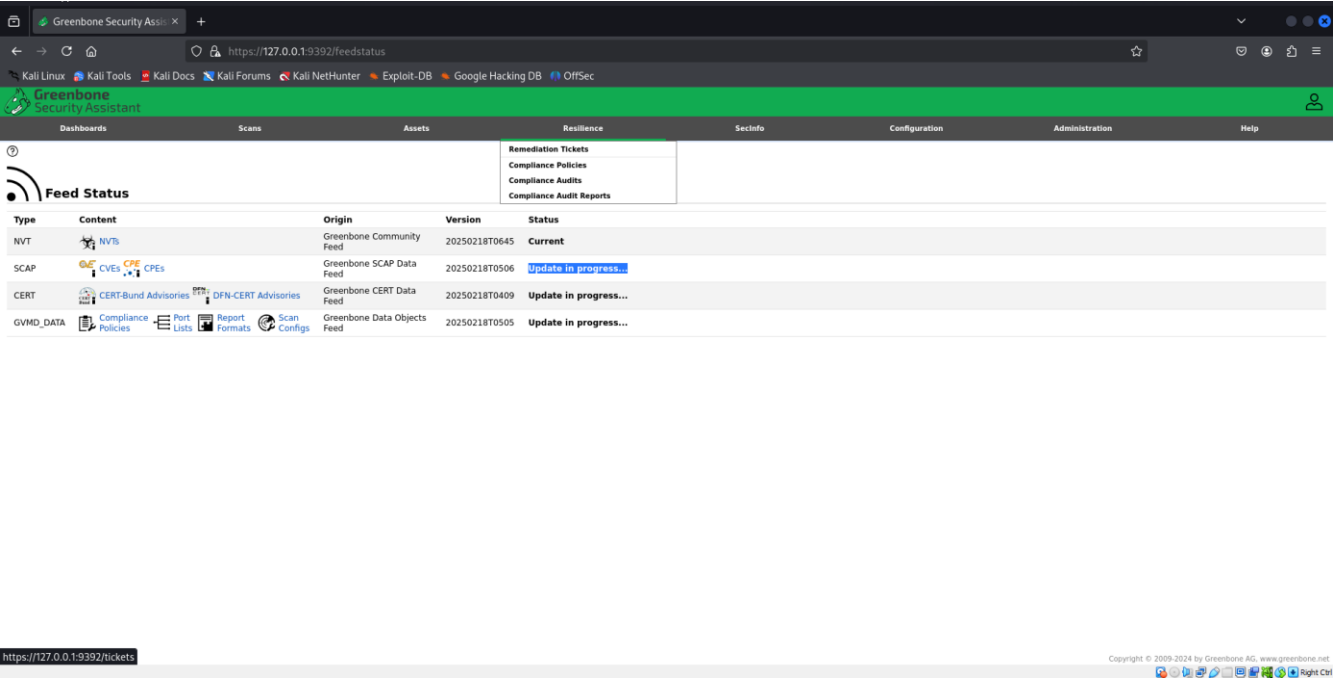 Greenbone Security Assis
https://127.0.0.1:9392/feedstatus
Kali Linux Kali Tools Kali Docs Kali Forums Kali NetHunter Exploit-DB Google Hacking DB OffSec
Greenbone
Security Assistant
Dashboards Scans Assets Resilience SecInfo Configuration Administration Help
Remediation Tickets
Compliance Policies
Compliance Audits
Compliance Audit Reports
Feed Status
Type Content Origin Version Status
NVT NVTs Greenbone Community Feed 20250218T0645 Current
SCAP CVEs CPE CPEs Greenbone SCAP Data Feed 20250218T0506 Update in progress...
CERT CERT-Bund Advisories DFN-CERT Advisories Greenbone CERT Data Feed 20250218T0409 Update in progress...
GVMD_DATA Compliance Policies Port Lists Report Formats Scan Configs Greenbone Data Objects Feed 20250218T0505 Update in progress...
https://127.0.0.1:9392/tickets
Copyright © 2009-2024 by Greenbone AG, www.greenbone.net
Right Ctrl